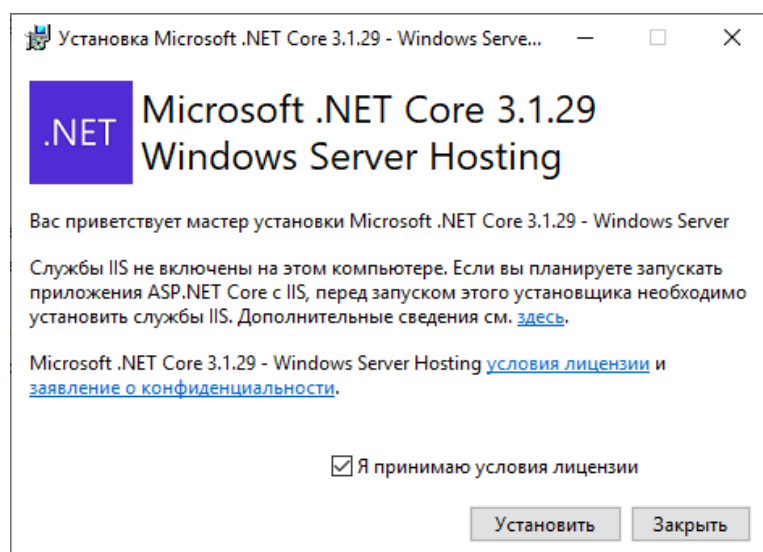 Установка Microsoft .NET Core 3.1.29 - Windows Serve...
.NET
Microsoft .NET Core 3.1.29
Windows Server Hosting
Вас приветствует мастер установки Microsoft .NET Core 3.1.29 - Windows Server
Службы IIS не включены на этом компьютере. Если вы планируете запускать
приложения ASP.NET Core с IIS, перед запуском этого установщика необходимо
установить службы IIS. Дополнительные сведения см. здесь.
Microsoft .NET Core 3.1.29 - Windows Server Hosting условия лицензии и
заявление о конфиденциальности.
Я принимаю условия лицензии
Установить
Закрыть